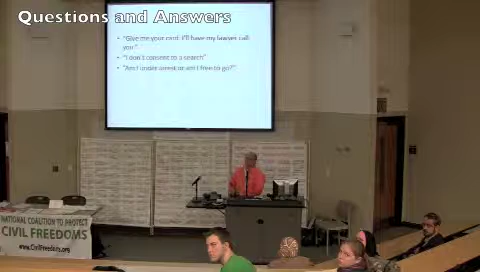 Questions and Answers
• "Give me your card: I'll have my lawyer call
you".
• "I don't consent to a search"
• "Am I under arrest or am I free to go?"
NATIONAL COALITION TO PROTECT
CIVIL FREEDOMS
www.CivilFreedoms.org